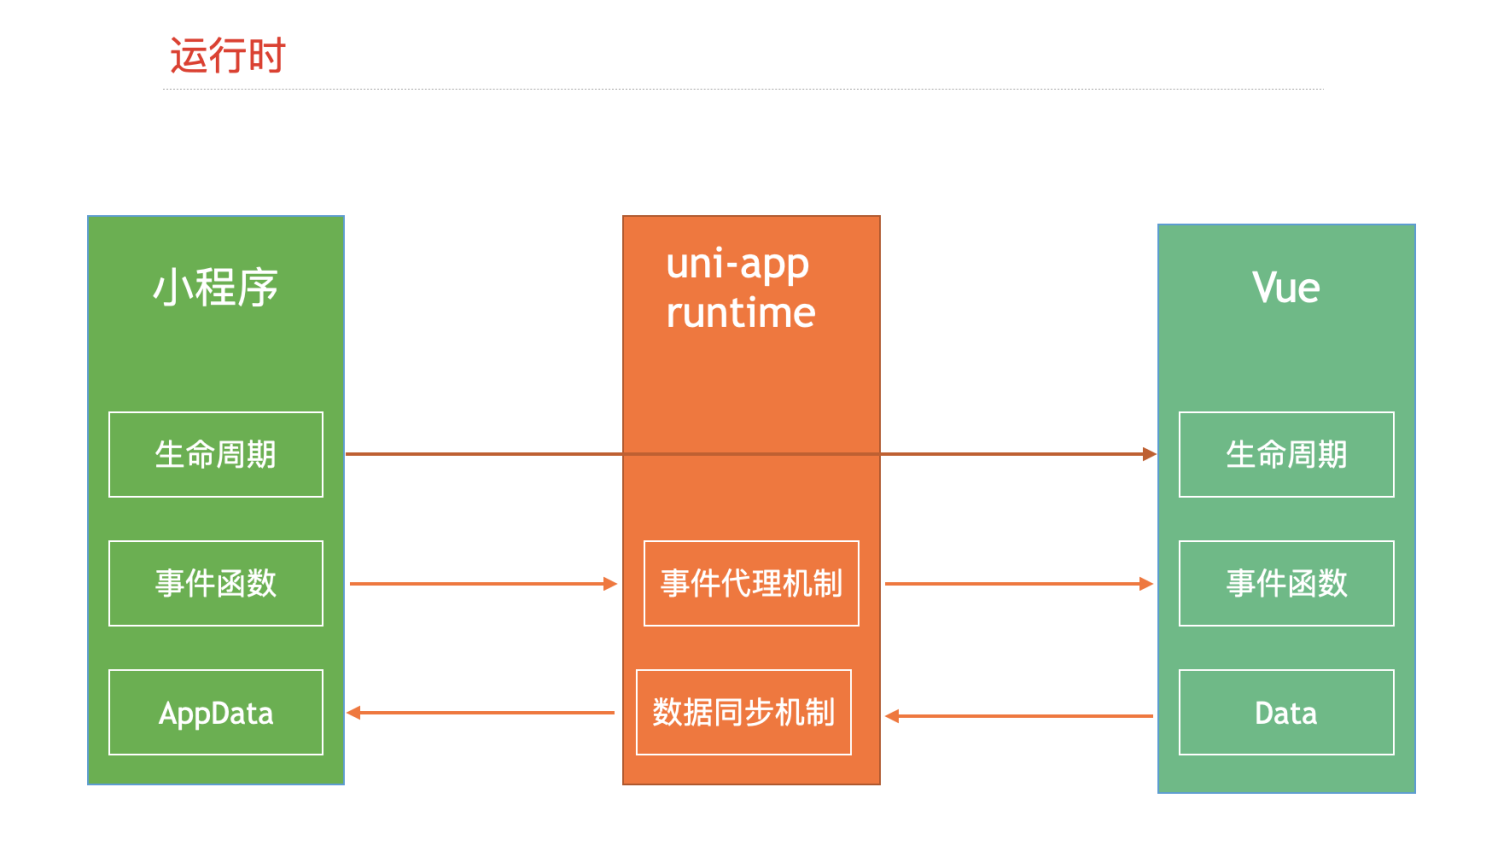 运行时
小程序
生命周期
事件函数
AppData
uni-app
runtime
事件代理机制
数据同步机制
Vue
生命周期
事件函数
Data